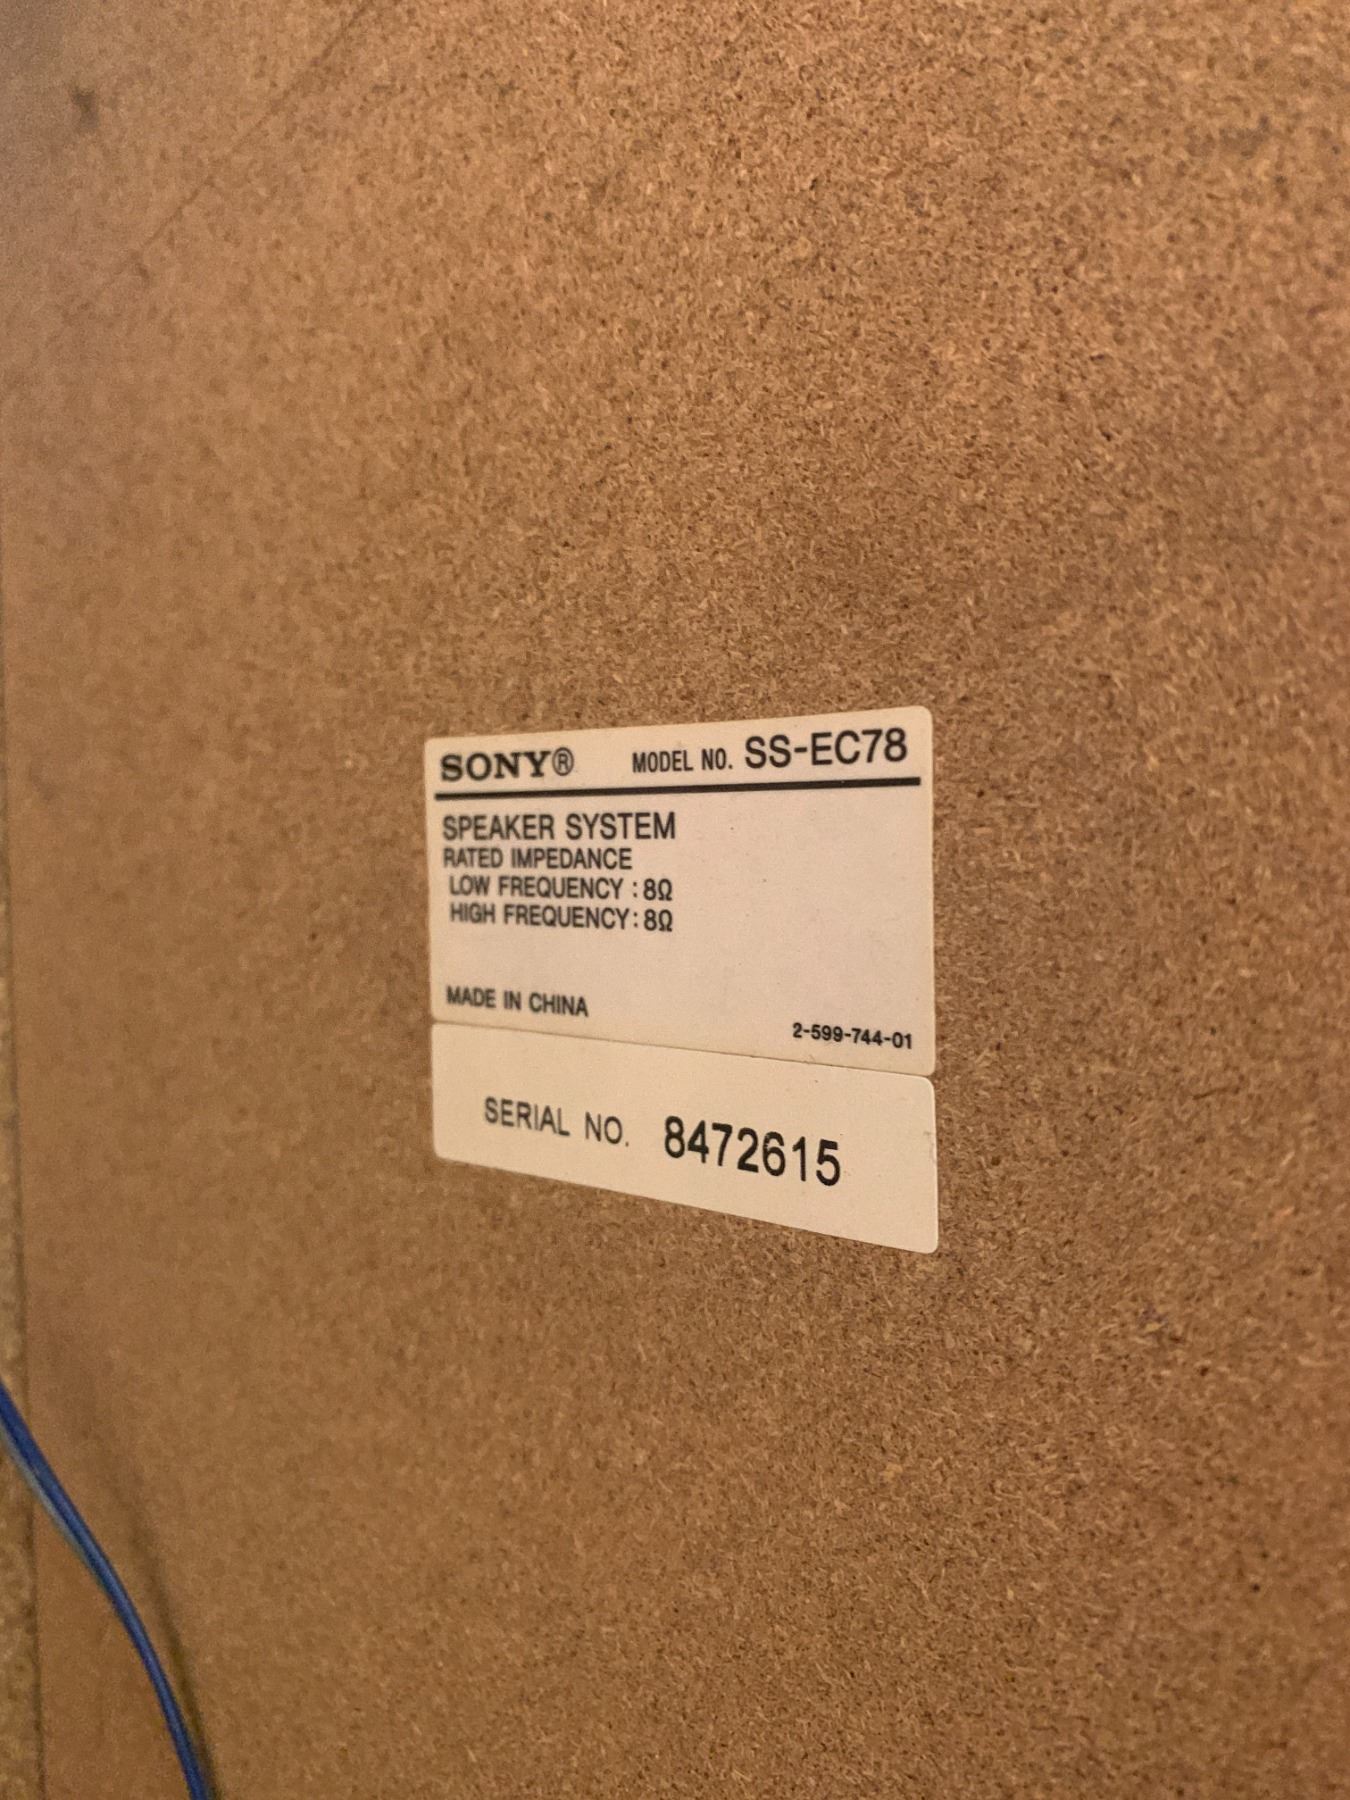 SONY® MODEL NO. SS-EC78
SPEAKER SYSTEM
RATED IMPEDANCE
LOW FREQUENCY : 8Ω
HIGH FREQUENCY : 8Ω
MADE IN CHINA
2-599-744-01
SERIAL NO. 8472615